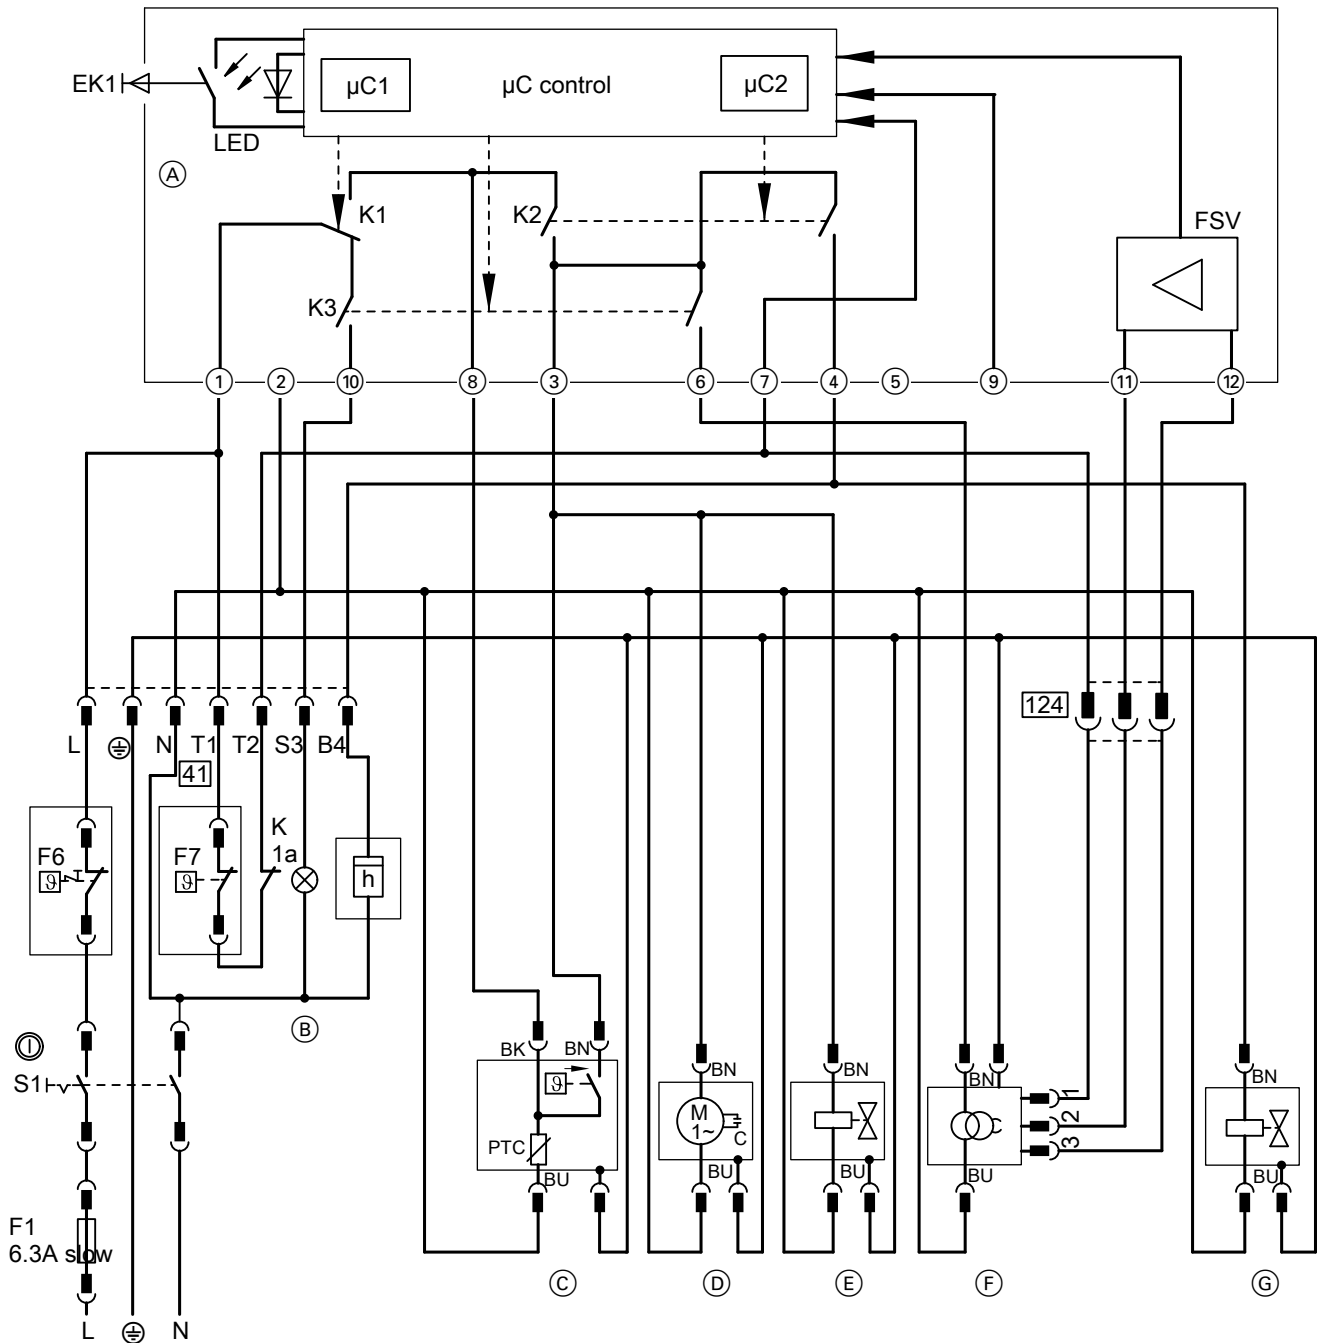 EK1
LED
µC1
µC control
µC2
A
K1
K2
K3
FSV
1
2
10
8
3
6
7
4
5
9
11
12
124
L
N
T1
T2
S3
B4
41
F6
ϑ
F7
ϑ
K
1a
h
B
S1
F1
6.3A slow
BK
BN
ϑ
PTC
BU
C
BN
M
1~
C
BU
D
BN
BU
E
BN
BU
1
2
3
F
BN
BU
G
L
N